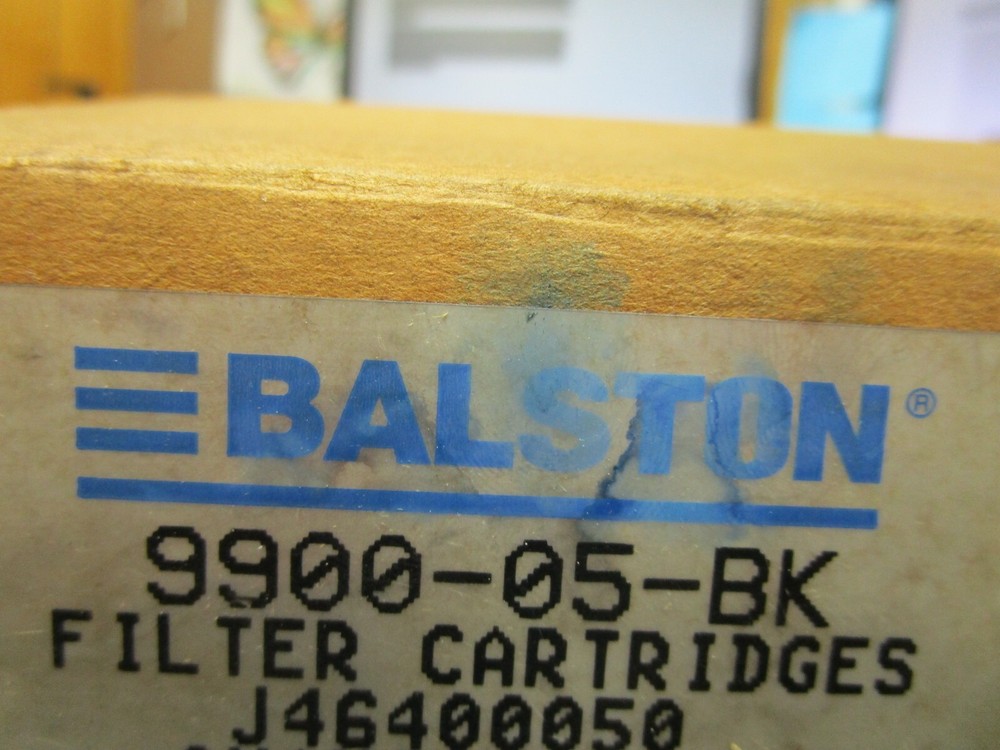 BALSTON®
9900-05-BK
FILTER CARTRIDGES
J46400050